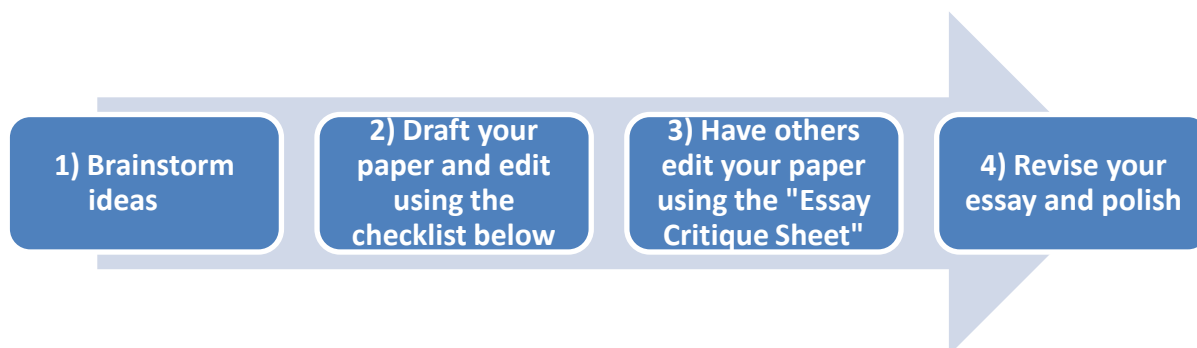 1) Brainstorm
ideas
2) Draft your
paper and edit
using the
checklist below
3) Have others
edit your paper
using the "Essay
Critique Sheet"
4) Revise your
essay and polish